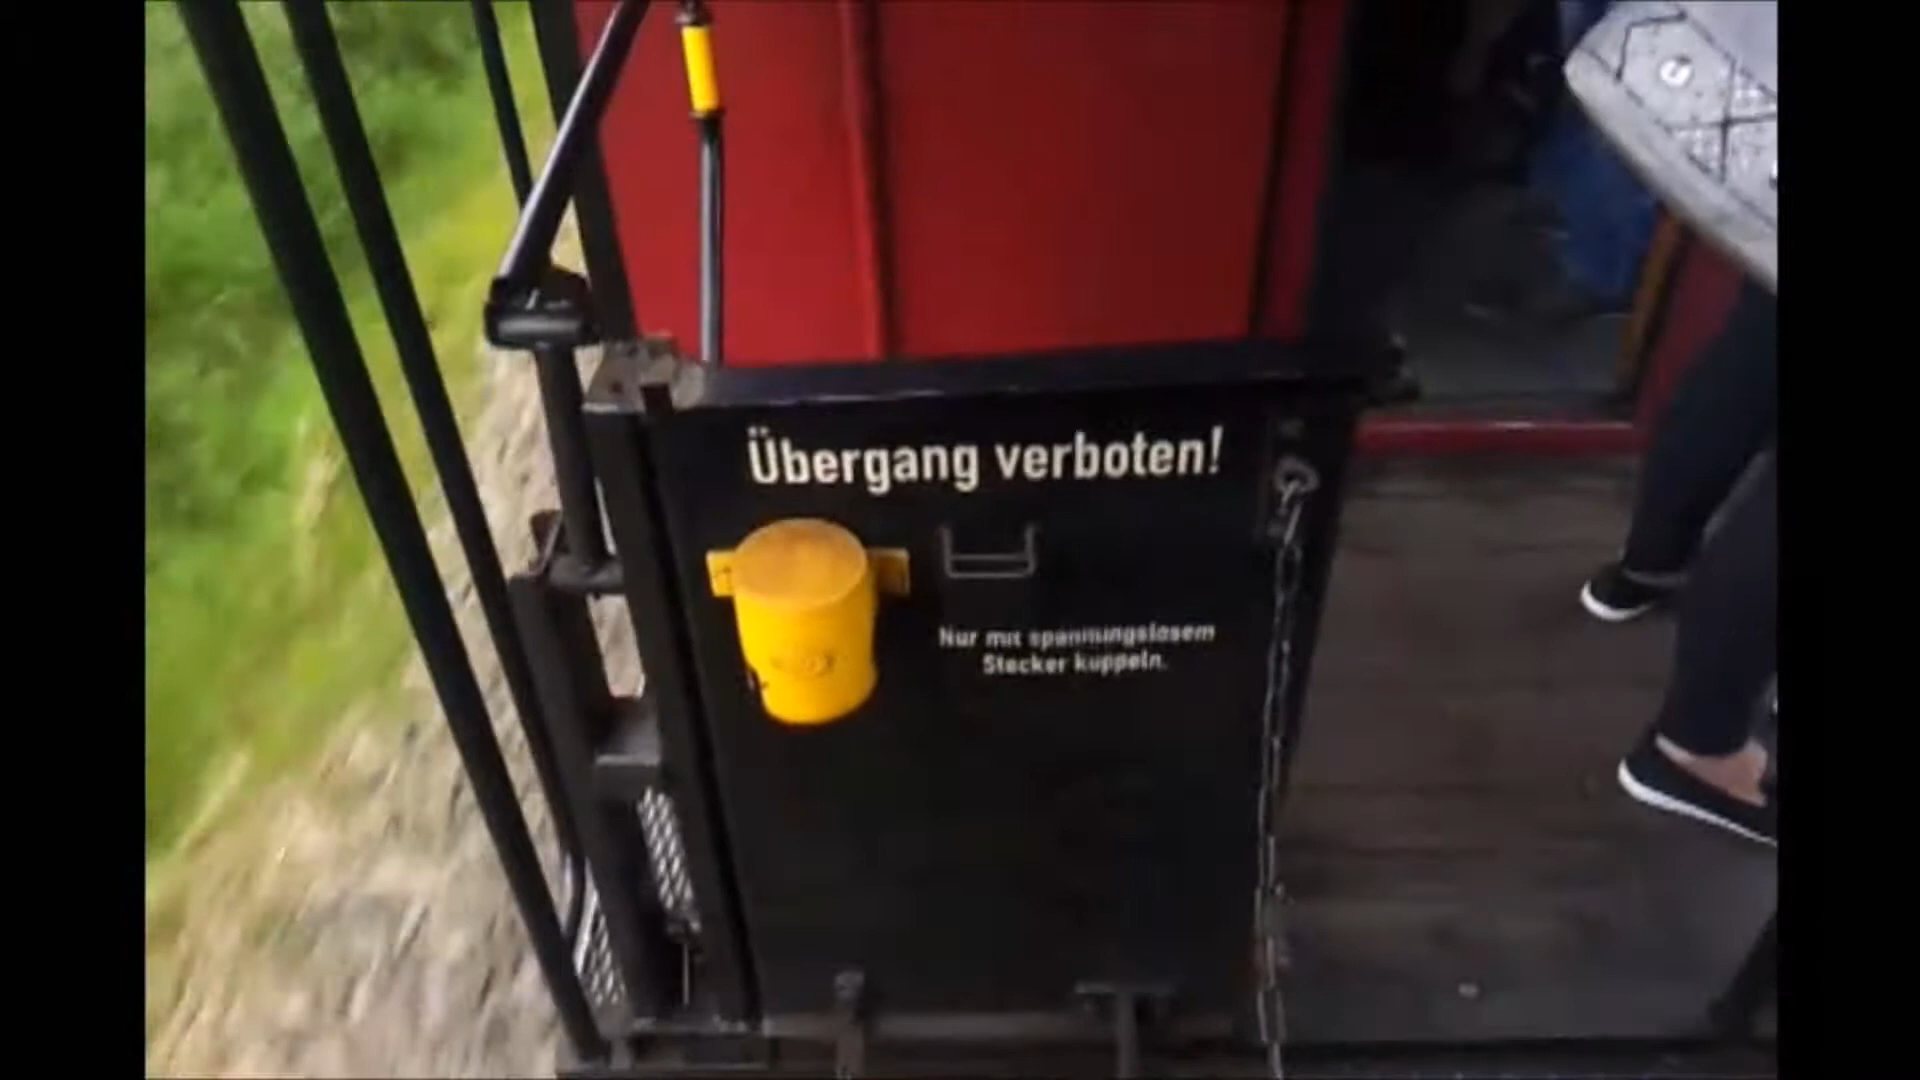 Übergang verboten!
Nur mit spannungslosem
Stecker kuppeln.